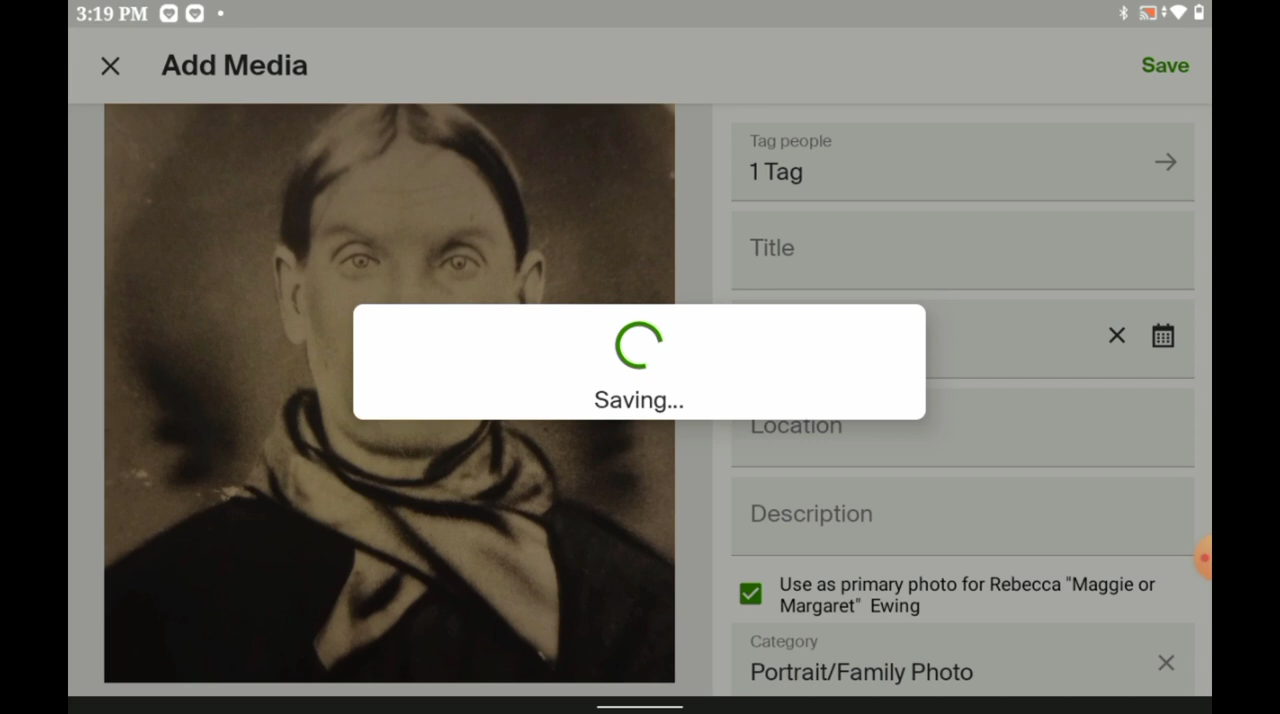 3:19 PM
Add Media
Save
Tag people
1 Tag
Title
Saving...
Location
Description
Use as primary photo for Rebecca "Maggie or
Margaret"  Ewing
Category
Portrait/Family Photo